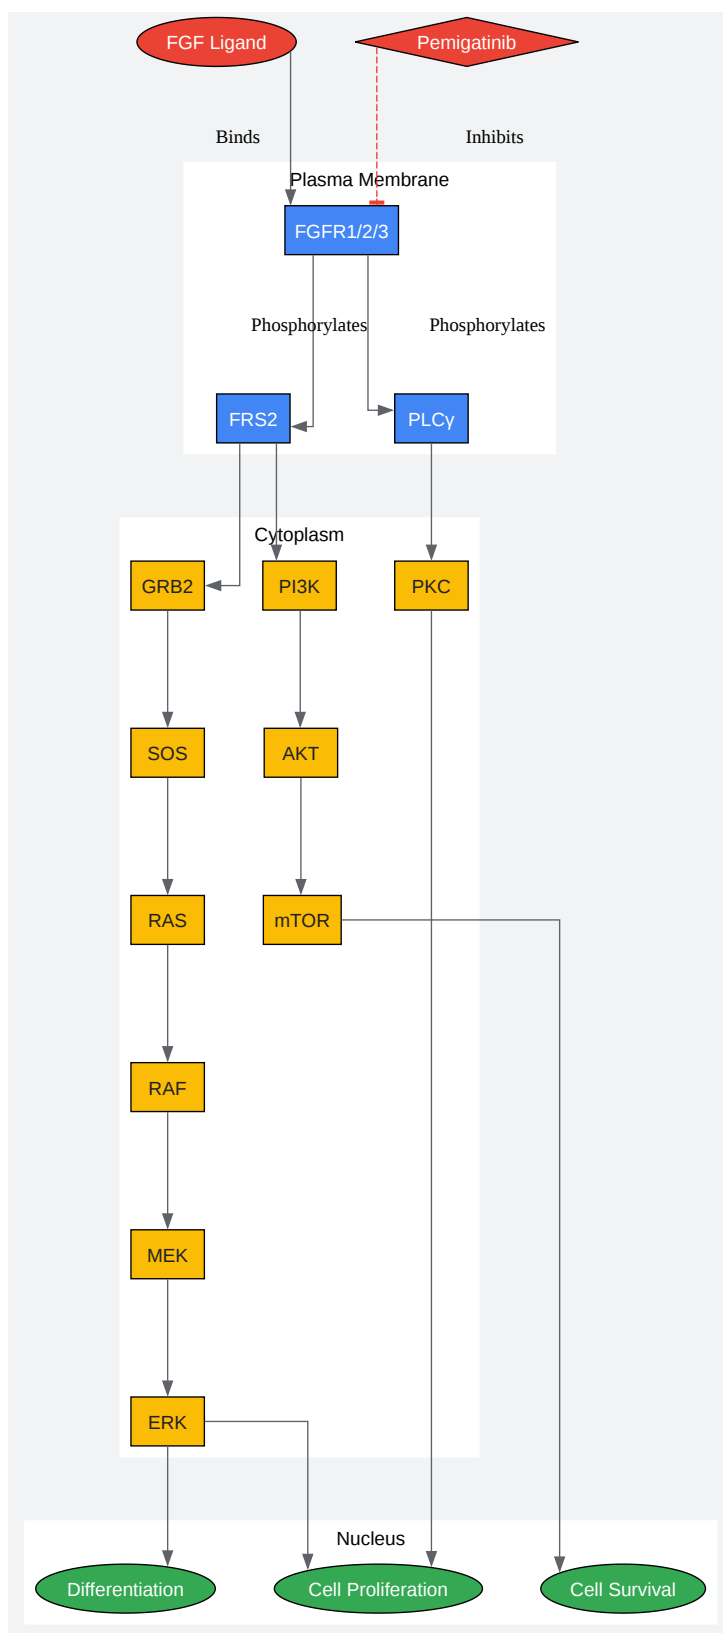 FGF Ligand
Pemigatinib
Binds
Inhibits
Plasma Membrane
FGFR1/2/3
Phosphorylates
Phosphorylates
FRS2
PLCγ
Cytoplasm
GRB2
PI3K
PKC
SOS
AKT
RAS
mTOR
RAF
MEK
ERK
Nucleus
Differentiation
Cell Proliferation
Cell Survival